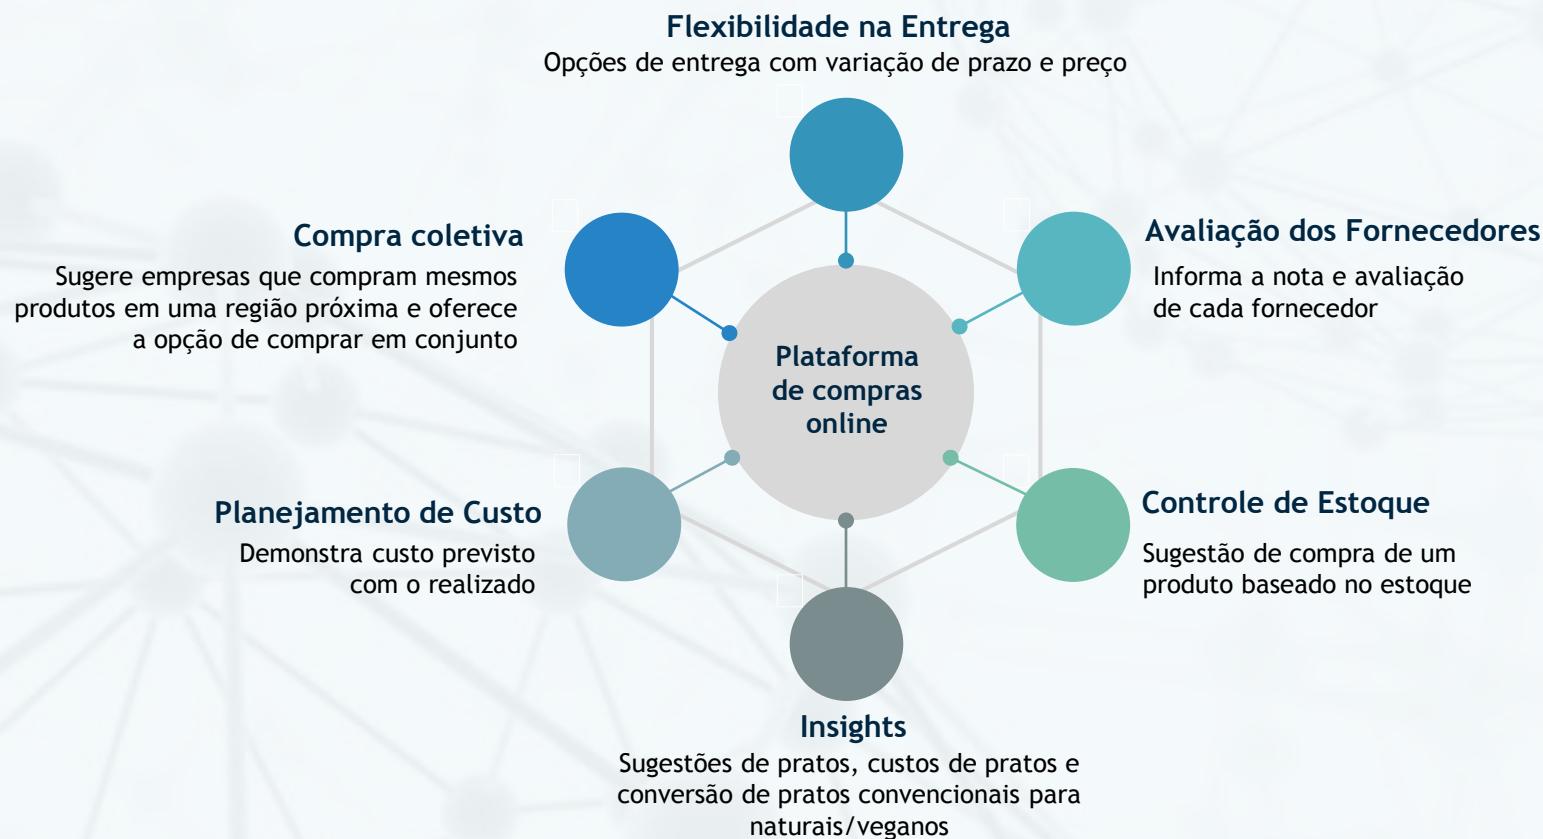 Flexibilidade na Entrega
Opções de entrega com variação de prazo e preço
Compra coletiva
Sugere empresas que compram mesmos
produtos em uma região próxima e oferece
a opção de comprar em conjunto
Avaliação dos Fornecedores
Informa a nota e avaliação
de cada fornecedor
Plataforma
de compras
online
Planejamento de Custo
Demonstra custo previsto
com o realizado
Controle de Estoque
Sugestão de compra de um
produto baseado no estoque
Insights
Sugestões de pratos, custos de pratos e
conversão de pratos convencionais para
naturais/veganos